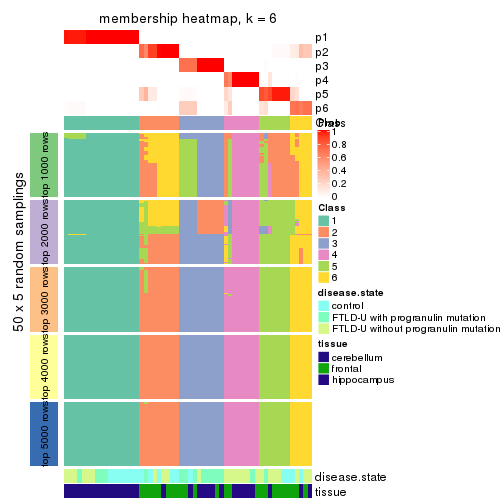 membership heatmap, k = 6
p1
p2
p3
p4
p5
p6
Class
Prob
1
0.8
0.6
0.4
0.2
0
Class
1
2
3
4
5
6
disease.state
control
FTLD-U with progranulin mutation
FTLD-U without progranulin mutation
tissue
cerebellum
frontal
hippocampus
50 x 5 random samplings
top 1000 rows
top 2000 rows
top 3000 rows
top 4000 rows
top 5000 rows
disease.state
tissue